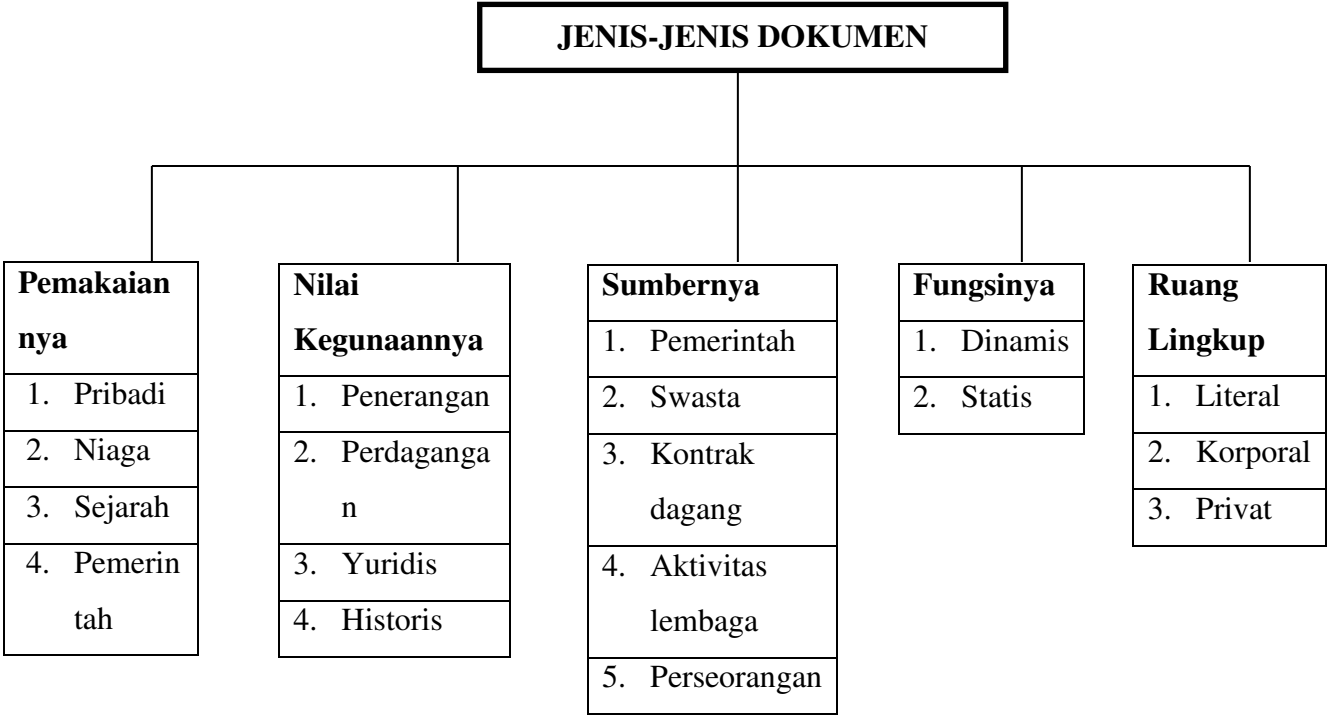 JENIS-JENIS DOKUMEN
Pemakaian
nya
1. Pribadi
2. Niaga
3. Sejarah
4. Pemerin
tah
Nilai
Kegunaannya
1. Penerangan
2. Perdaganga
n
3. Yuridis
4. Historis
Sumbernya
1. Pemerintah
2. Swasta
3. Kontrak
dagang
4. Aktivitas
lembaga
5. Perseorangan
Fungsinya
1. Dinamis
2. Statis
Ruang
Lingkup
1. Literal
2. Korporal
3. Privat